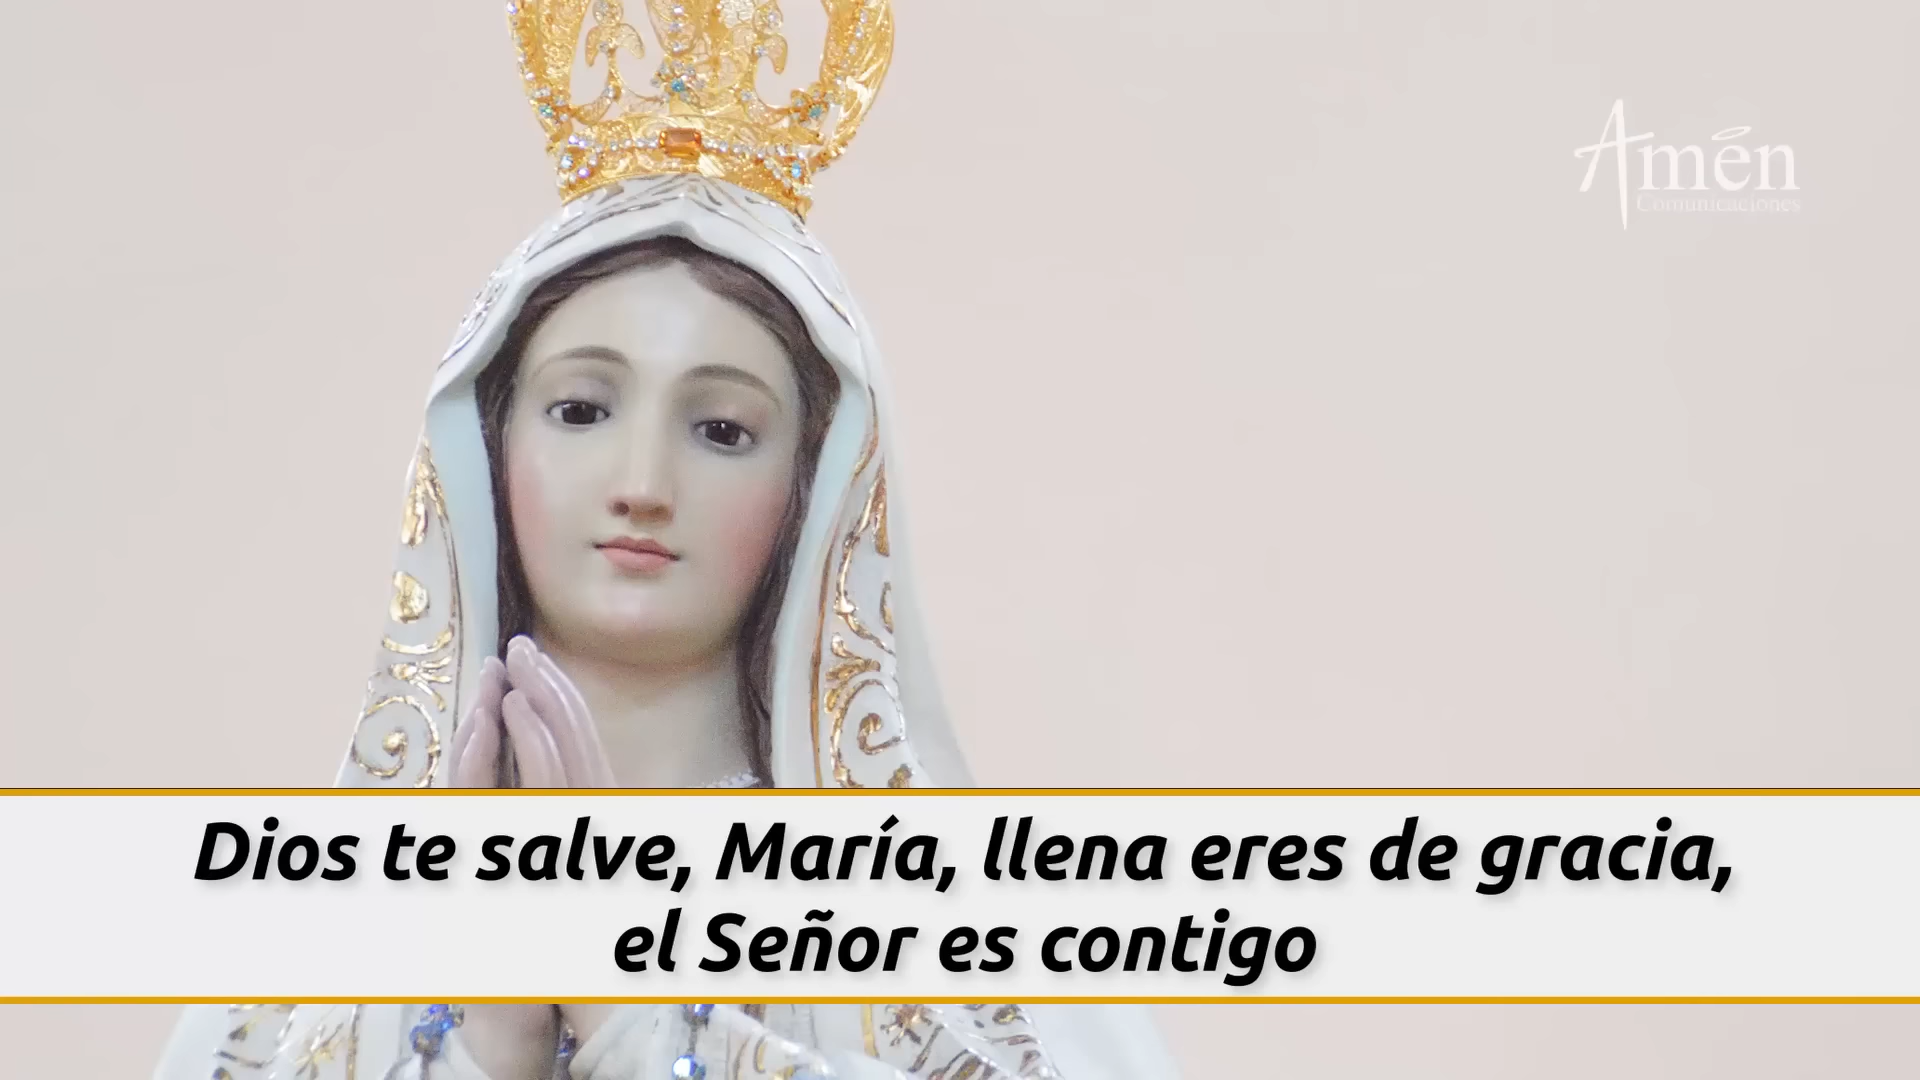 Amén
Comunicaciones
Dios te salve, María, llena eres de gracia,
el Señor es contigo